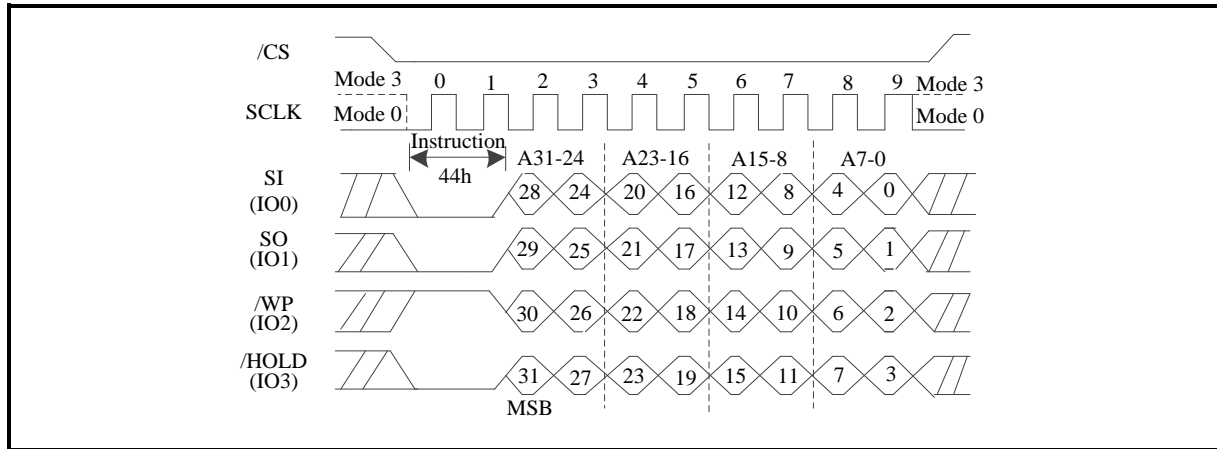 /CS
Mode 3 0 1 2 3 4 5 6 7 8 9 Mode 3
SCLK Mode 0 Mode 0
Instruction A31-24 A23-16 A15-8 A7-0
44h
SI
(IO0) 28 24 20 16 12 8 4 0
SO
(IO1) 29 25 21 17 13 9 5 1
/WP
(IO2) 30 26 22 18 14 10 6 2
/HOLD
(IO3) 31 27 23 19 15 11 7 3
MSB